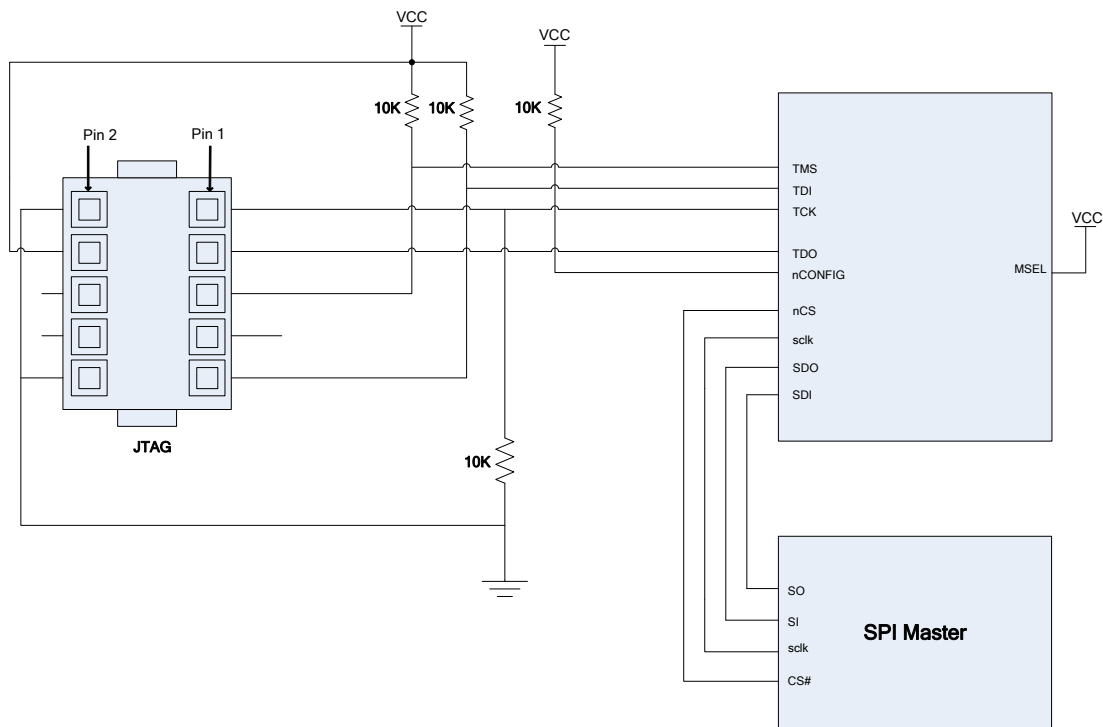 VCC
VCC
10K
10K
10K
Pin 2
Pin 1
TMS
TDI
TCK
TDO
nCONFIG
nCS
sclk
SDO
SDI
MSEL
VCC
JTAG
10K
SO
SI
sclk
CS#
SPI Master